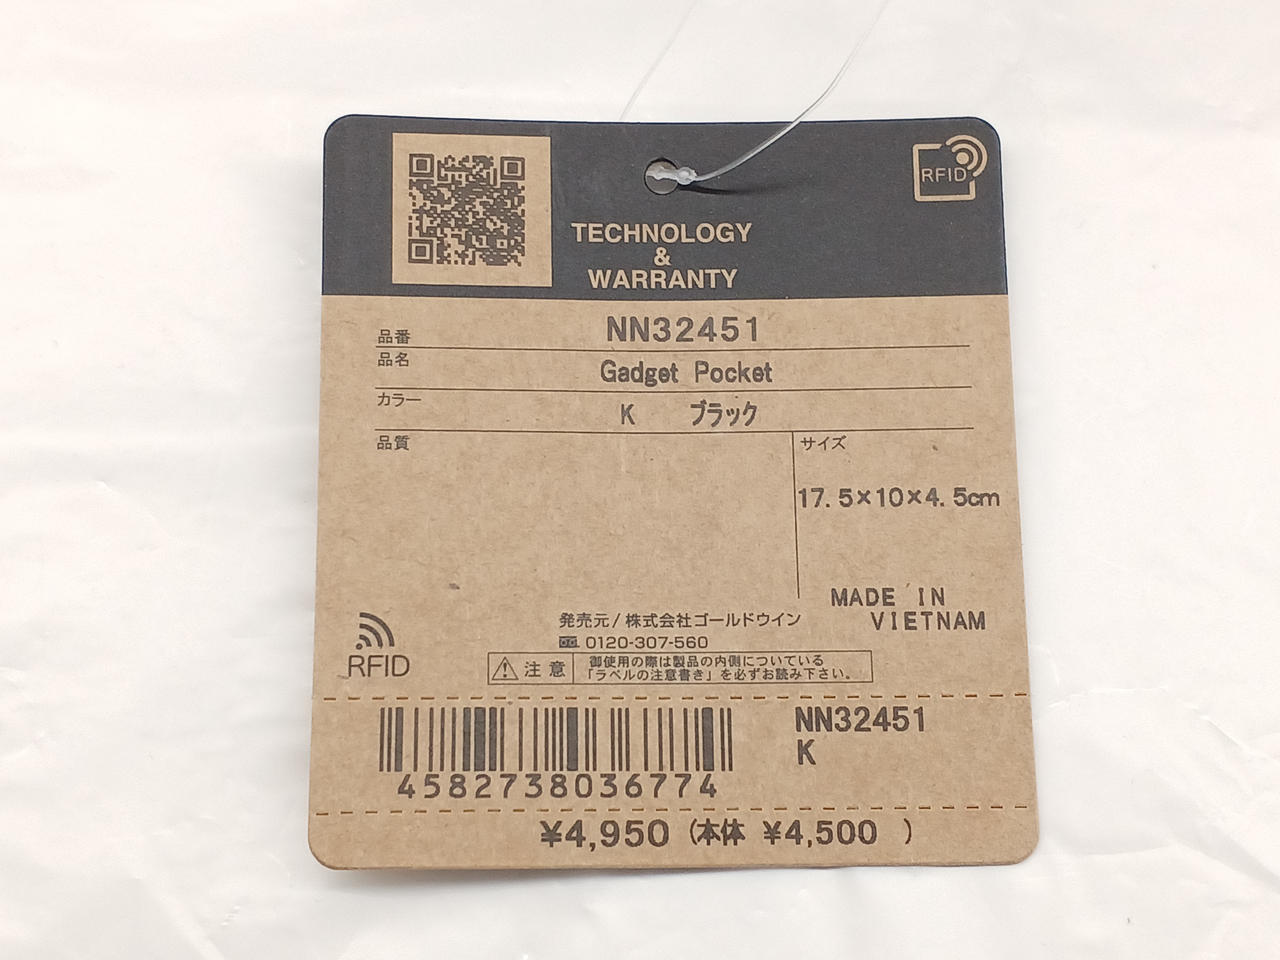 RFID
TECHNOLOGY
&
WARRANTY
品番 NN32451
品名 Gadget Pocket
カラー K ブラック
品質
サイズ
17.5×10×4.5cm
MADE IN
VIETNAM
発売元/株式会社ゴールドウイン
0120-307-560
RFID
注意
御使用の際は製品の内側についている
「ラベルの注意書き」を必ずお読み下さい。
4582738036774
NN32451
K
¥4,950 (本体 ¥4,500 )